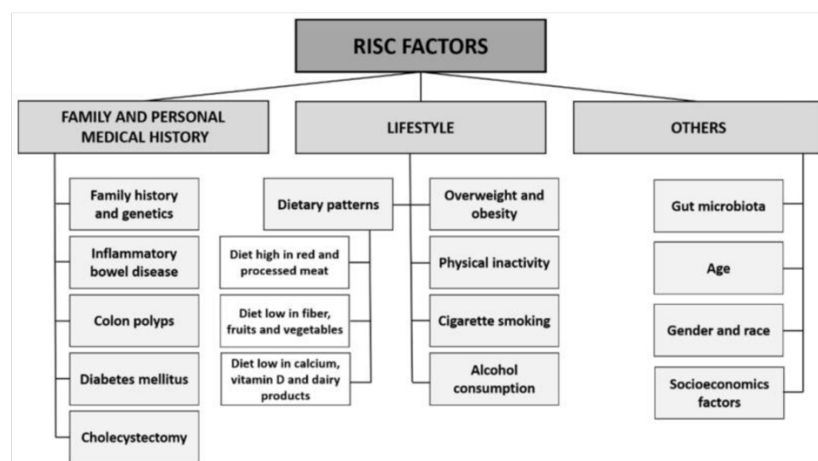 RISC FACTORS
FAMILY AND PERSONAL
MEDICAL HISTORY
Family history
and genetics
Inflammatory
bowel disease
Colon polyps
Diabetes mellitus
Cholecystectomy
LIFESTYLE
Dietary patterns
Diet high in red and
processed meat
Diet low in fiber,
fruits and vegetables
Diet low in calcium,
vitamin D and dairy
products
Overweight and
obesity
Physical inactivity
Cigarette smoking
Alcohol
consumption
OTHERS
Gut microbiota
Age
Gender and race
Socioeconomics
factors